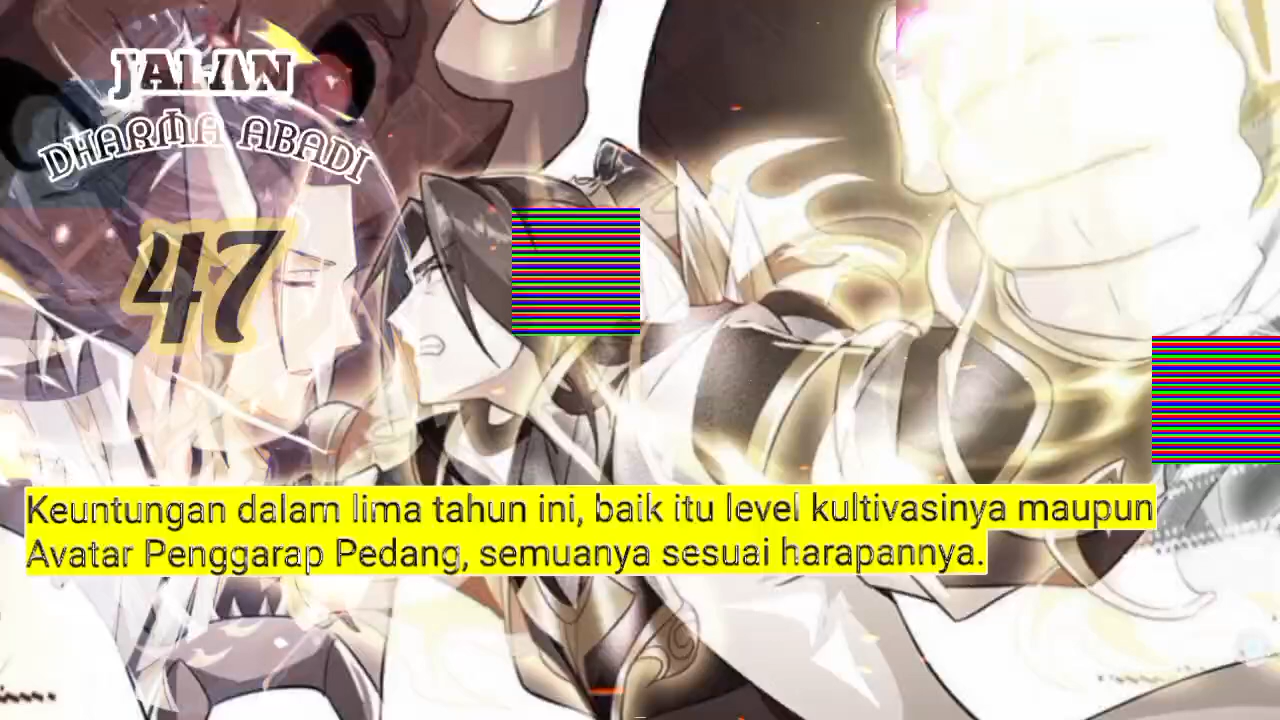 JALAN
DHARMA ABADI
47
Keuntungan dalam lima tahun ini, baik itu level kultivasinya maupun
Avatar Penggarap Pedang, semuanya sesuai harapannya.